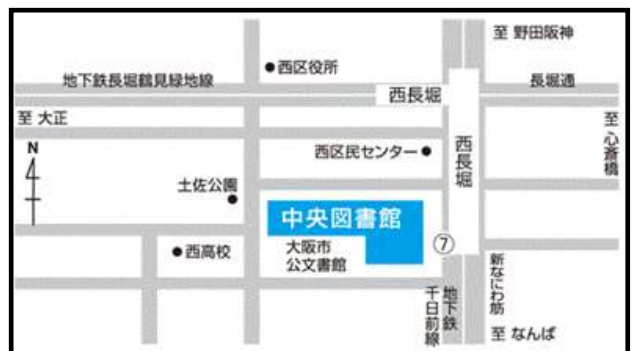 至 野田阪神
●西区役所
地下鉄長堀鶴見緑地線
長堀通
西長堀
至 大正
至 心斎橋
N
西区民センター●
西長堀
土佐公園
中央図書館
●西高校
大阪市
公文書館
⑦
新なにわ筋
地下鉄
千日前線
至 なんば